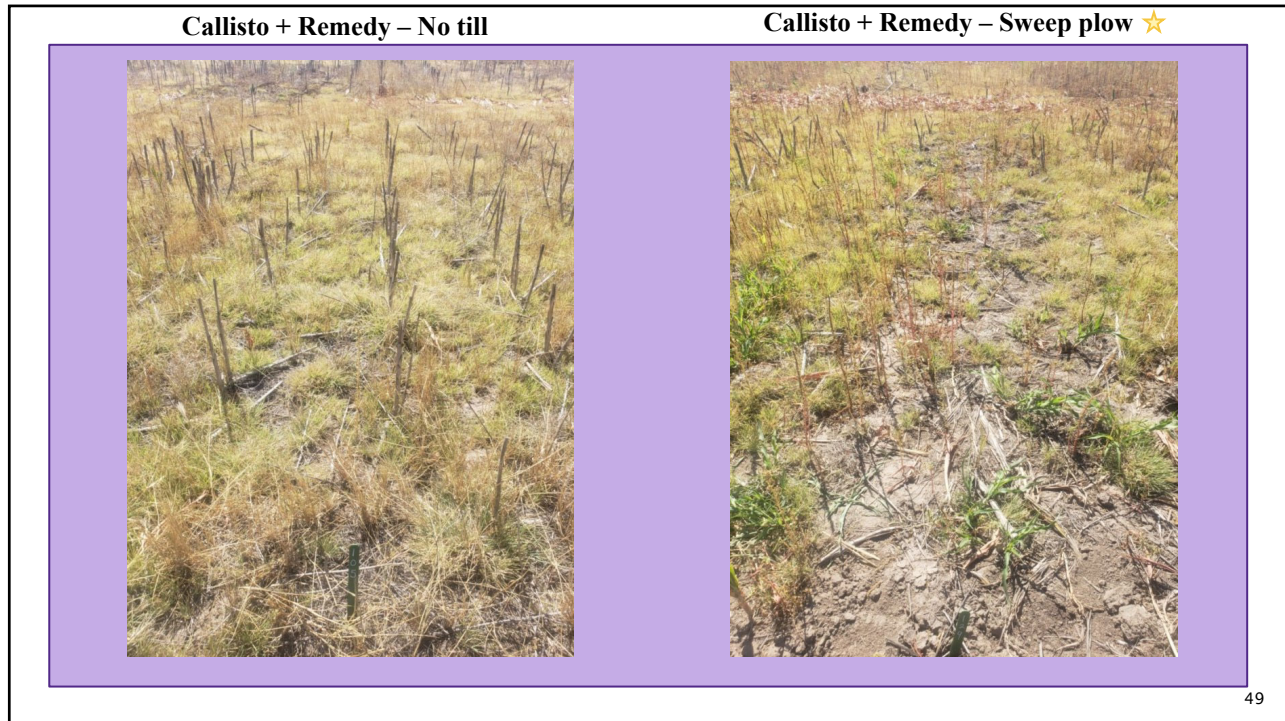 Callisto + Remedy – No till
Callisto + Remedy – Sweep plow
49